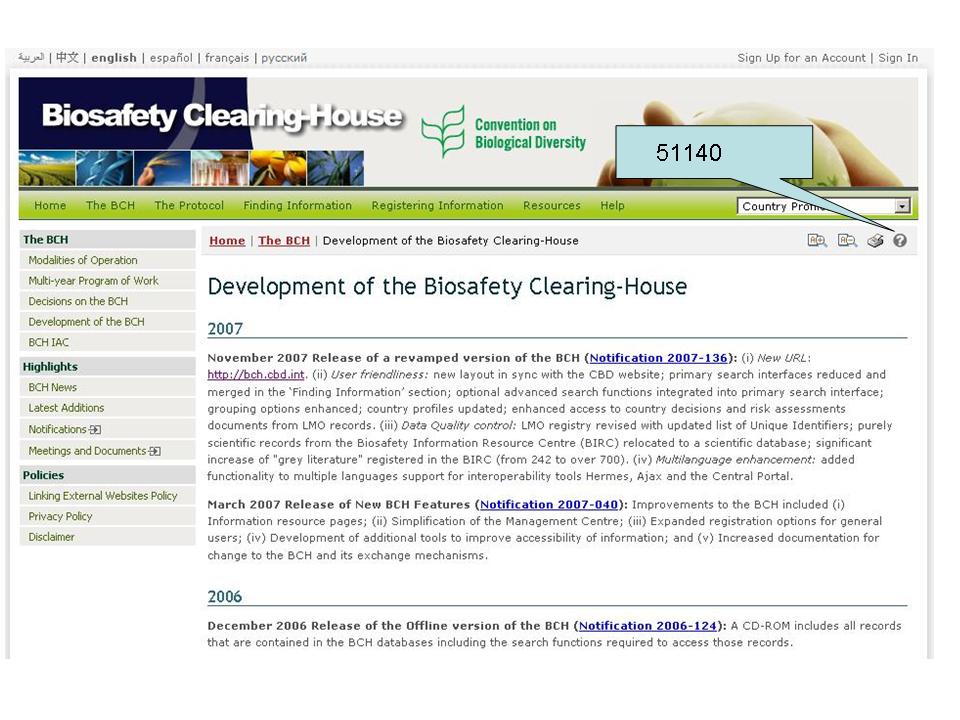 العربية | 中文 | english | español | français | русский
Sign Up for an Account | Sign In
Biosafety Clearing-House
Convention on
Biological Diversity
51140
Home The BCH The Protocol Finding Information Registering Information Resources Help
Country
The BCH
Modalities of Operation
Multi-year Program of Work
Decisions on the BCH
Development of the BCH
BCH IAC
Highlights
BCH News
Latest Additions
Notifications
Meetings and Documents
Policies
Linking External Websites Policy
Privacy Policy
Disclaimer
Home | The BCH | Development of the Biosafety Clearing-House
Development of the Biosafety Clearing-House
2007
November 2007 Release of a revamped version of the BCH (Notification 2007-136): (i) New URL:
http://bch.cbd.int. (ii) User friendliness: new layout in sync with the CBD website; primary search interfaces reduced and
merged in the `Finding Information' section; optional advanced search functions integrated into primary search interface;
grouping options enhanced; country profiles updated; enhanced access to country decisions and risk assessments
documents from LMO records. (iii) Data Quality control: LMO registry revised with updated list of Unique Identifiers; purely
scientific records from the Biosafety Information Resource Centre (BIRC) relocated to a scientific database; significant
increase of "grey literature" registered in the BIRC (from 242 to over 700). (iv) Multilanguage enhancement: added
functionality to multiple languages support for interoperability tools Hermes, Ajax and the Central Portal.
March 2007 Release of New BCH Features (Notification 2007-040): Improvements to the BCH included (i)
Information resource pages; (ii) Simplification of the Management Centre; (iii) Expanded registration options for general
users; (iv) Development of additional tools to improve accessibility of information; and (v) Increased documentation for
change to the BCH and its exchange mechanisms.
2006
December 2006 Release of the Offline version of the BCH (Notification 2006-124): A CD-ROM includes all records
that are contained in the BCH databases including the search functions required to access those records.